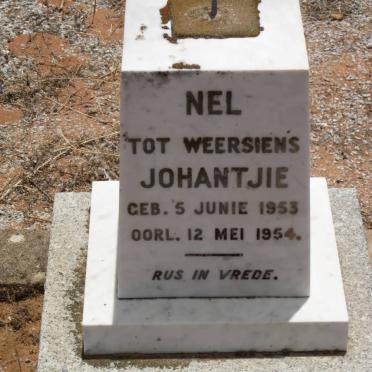 NEL
TOT WEERSIENS
JOHANTJIE
GEB. 5 JUNIE 1953
OORL. 12 MEI 1954.
RUS IN VREDE.